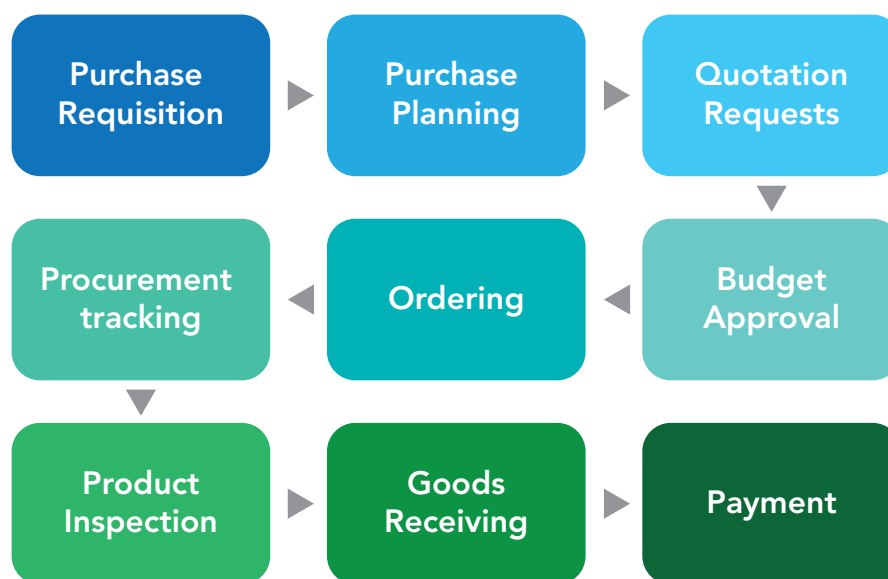 Purchase
Requisition
Purchase
Planning
Quotation
Requests
Budget
Approval
Ordering
Procurement
tracking
Product
Inspection
Goods
Receiving
Payment